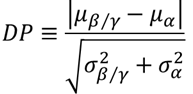 DP ≡ |μ_{β/γ} − μ_α| / √(σ²_{β/γ} + σ²_α)